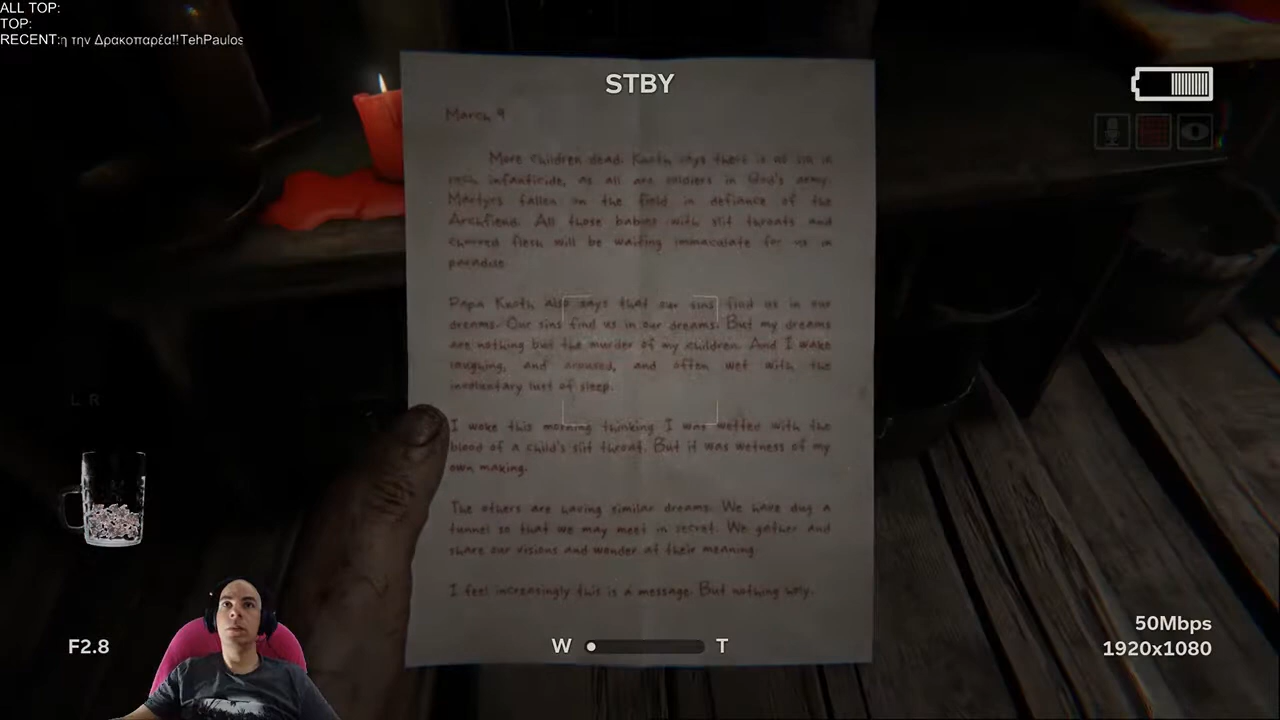 ALL TOP:
TOP:
RECENT:η την Δρακοπαρέα!!TehPaulos
STBY
March 9
More children dead. Knoth says there is no sin in
such infanticide, as all are soldiers in God's army.
Martyrs fallen on the field in defiance of the
Archfiend. All those babies with slit throats and
charred flesh will be waiting immaculate for us in
paradise.
Papa Knoth also says that our sins find us in our
dreams. Our sins find us in our dreams. But my dreams
are nothing but the murder of my children. And I wake
laughing, and aroused, and often wet with the
involuntary lust of sleep.
I woke this morning thinking I was wetted with the
blood of a child's slit throat. But it was wetness of my
own making.
The others are having similar dreams. We have dug a
tunnel so that we may meet in secret. We gather and
share our visions and wonder at their meaning.
I feel increasingly this is a message. But nothing holy.
L R
F2.8
W T
50Mbps
1920x1080